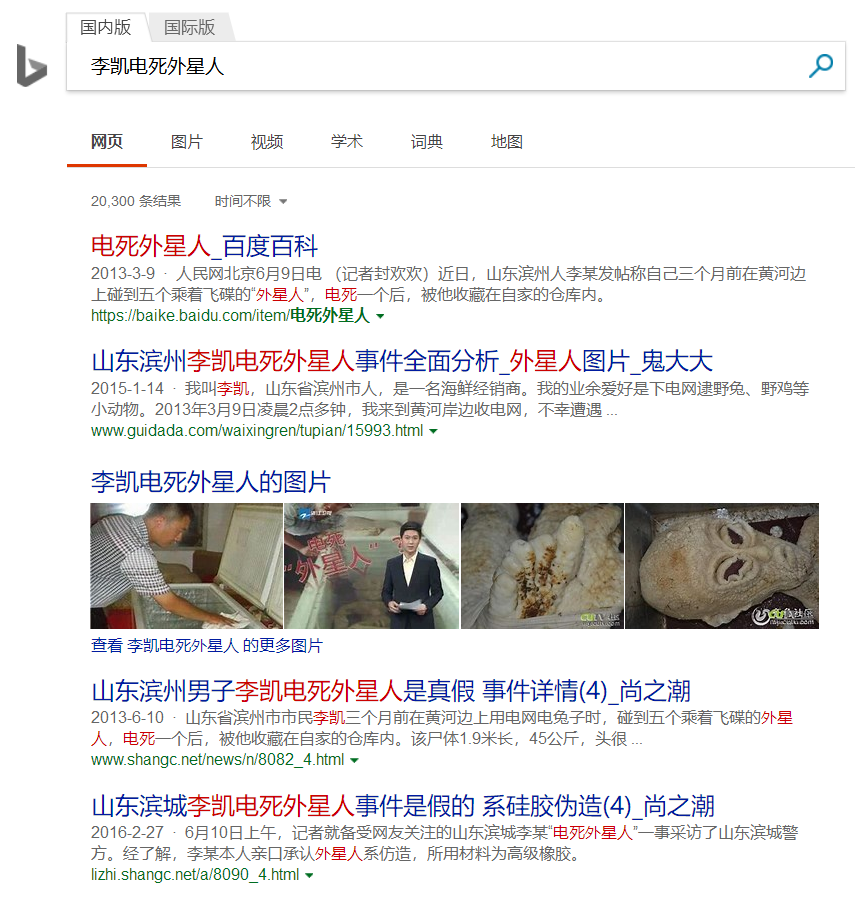 国内版 国际版
李凯电死外星人
网页 图片 视频 学术 词典 地图
20,300 条结果 时间不限
电死外星人_百度百科
2013-3-9 · 人民网北京6月9日电 （记者封欢欢）近日，山东滨州人李某发帖称自己三个月前在黄河边
上碰到五个乘着飞碟的“外星人”，电死一个后，被他收藏在自家的仓库内。
https://baike.baidu.com/item/电死外星人
山东滨州李凯电死外星人事件全面分析_外星人图片_鬼大大
2015-1-14 · 我叫李凯，山东省滨州市人，是一名海鲜经销商。我的业余爱好是下电网逮野兔、野鸡等
小动物。2013年3月9日凌晨2点多钟，我来到黄河岸边收电网，不幸遭遇 ...
www.guidada.com/waixingren/tupian/15993.html
李凯电死外星人的图片
电死
“外星人”
查看 李凯电死外星人 的更多图片
山东滨州男子李凯电死外星人是真假 事件详情(4)_尚之潮
2013-6-10 · 山东省滨州市市民李凯三个月前在黄河边上用电网电兔子时，碰到五个乘着飞碟的外星
人，电死一个后，被他收藏在自家的仓库内。该尸体1.9米长，45公斤，头很 ...
www.shangc.net/news/n/8082_4.html
山东滨城李凯电死外星人事件是假的 系硅胶伪造(4)_尚之潮
2016-2-27 · 6月10日上午，记者就备受网友关注的山东滨城李某“电死外星人”一事采访了山东滨城警
方。经了解，李某本人亲口承认外星人系仿造，所用材料为高级橡胶。
lizhi.shangc.net/a/8090_4.html